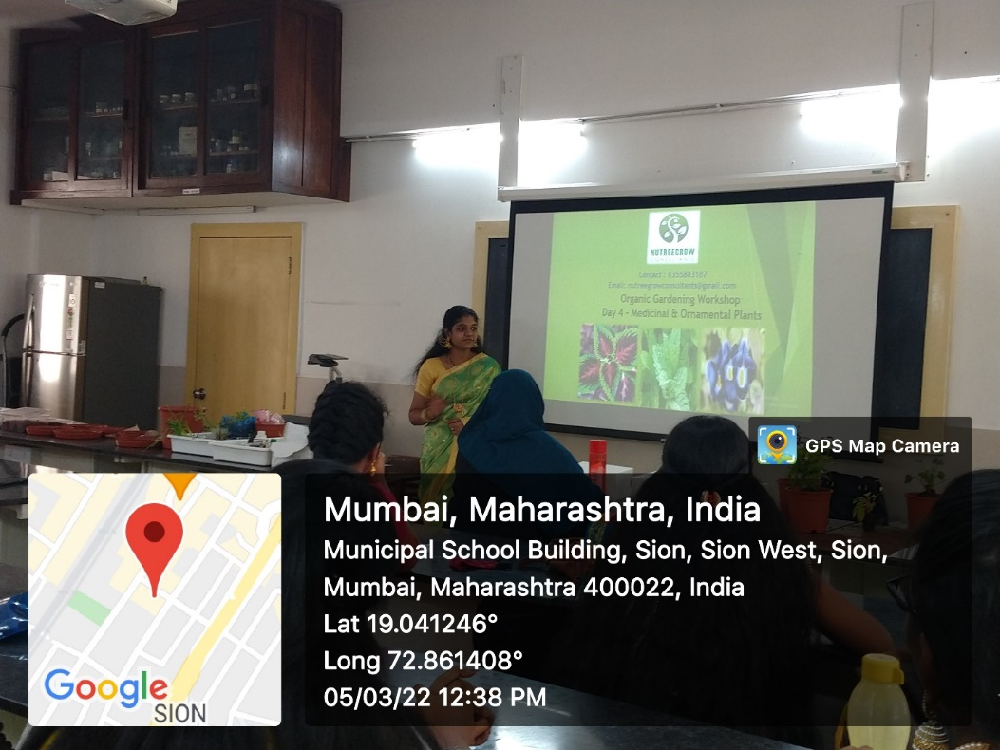 NUTREEGROW
Contact : 8355883187
Email: nutreegrowconsultants@gmail.com
Organic Gardening Workshop
Day 4 - Medicinal & Ornamental Plants
GPS Map Camera
Mumbai, Maharashtra, India
Municipal School Building, Sion, Sion West, Sion,
Mumbai, Maharashtra 400022, India
Lat 19.041246°
Long 72.861408°
05/03/22 12:38 PM
Google
SION